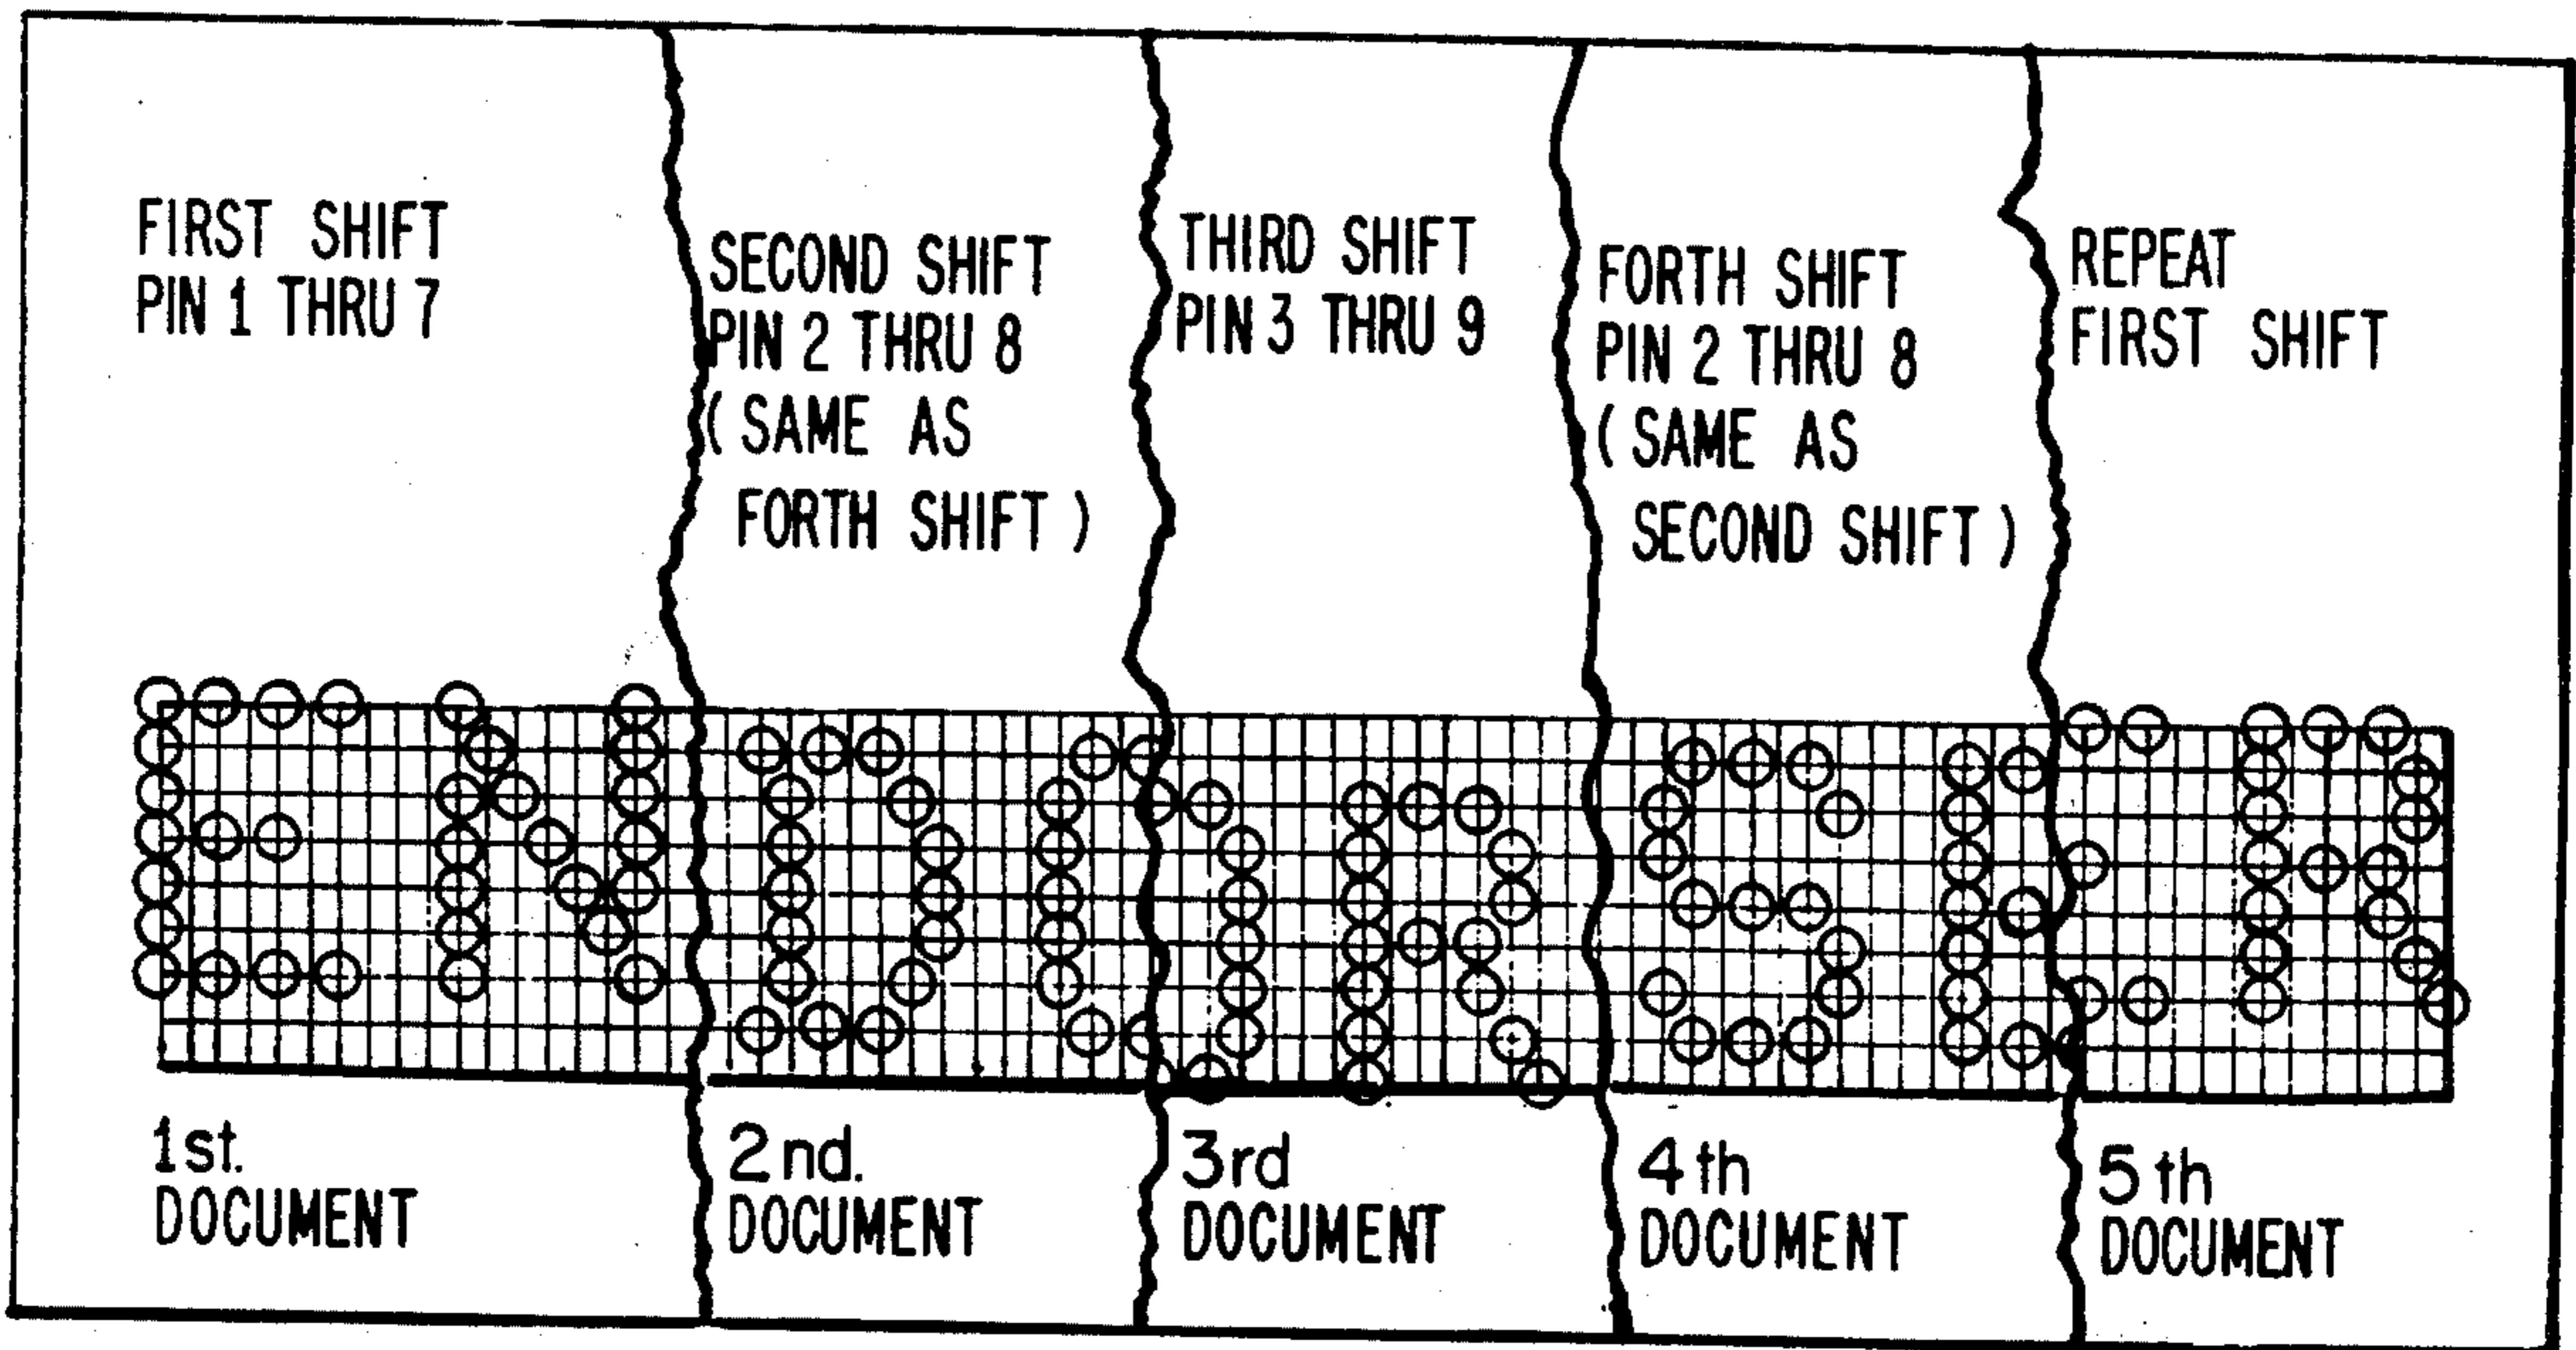 FIRST SHIFT
PIN 1 THRU 7
SECOND SHIFT
PIN 2 THRU 8
(SAME AS
FORTH SHIFT)
THIRD SHIFT
PIN 3 THRU 9
FORTH SHIFT
PIN 2 THRU 8
(SAME AS
SECOND SHIFT)
REPEAT
FIRST SHIFT
ENDORSER
1st.
DOCUMENT
2nd.
DOCUMENT
3rd
DOCUMENT
4th
DOCUMENT
5th
DOCUMENT